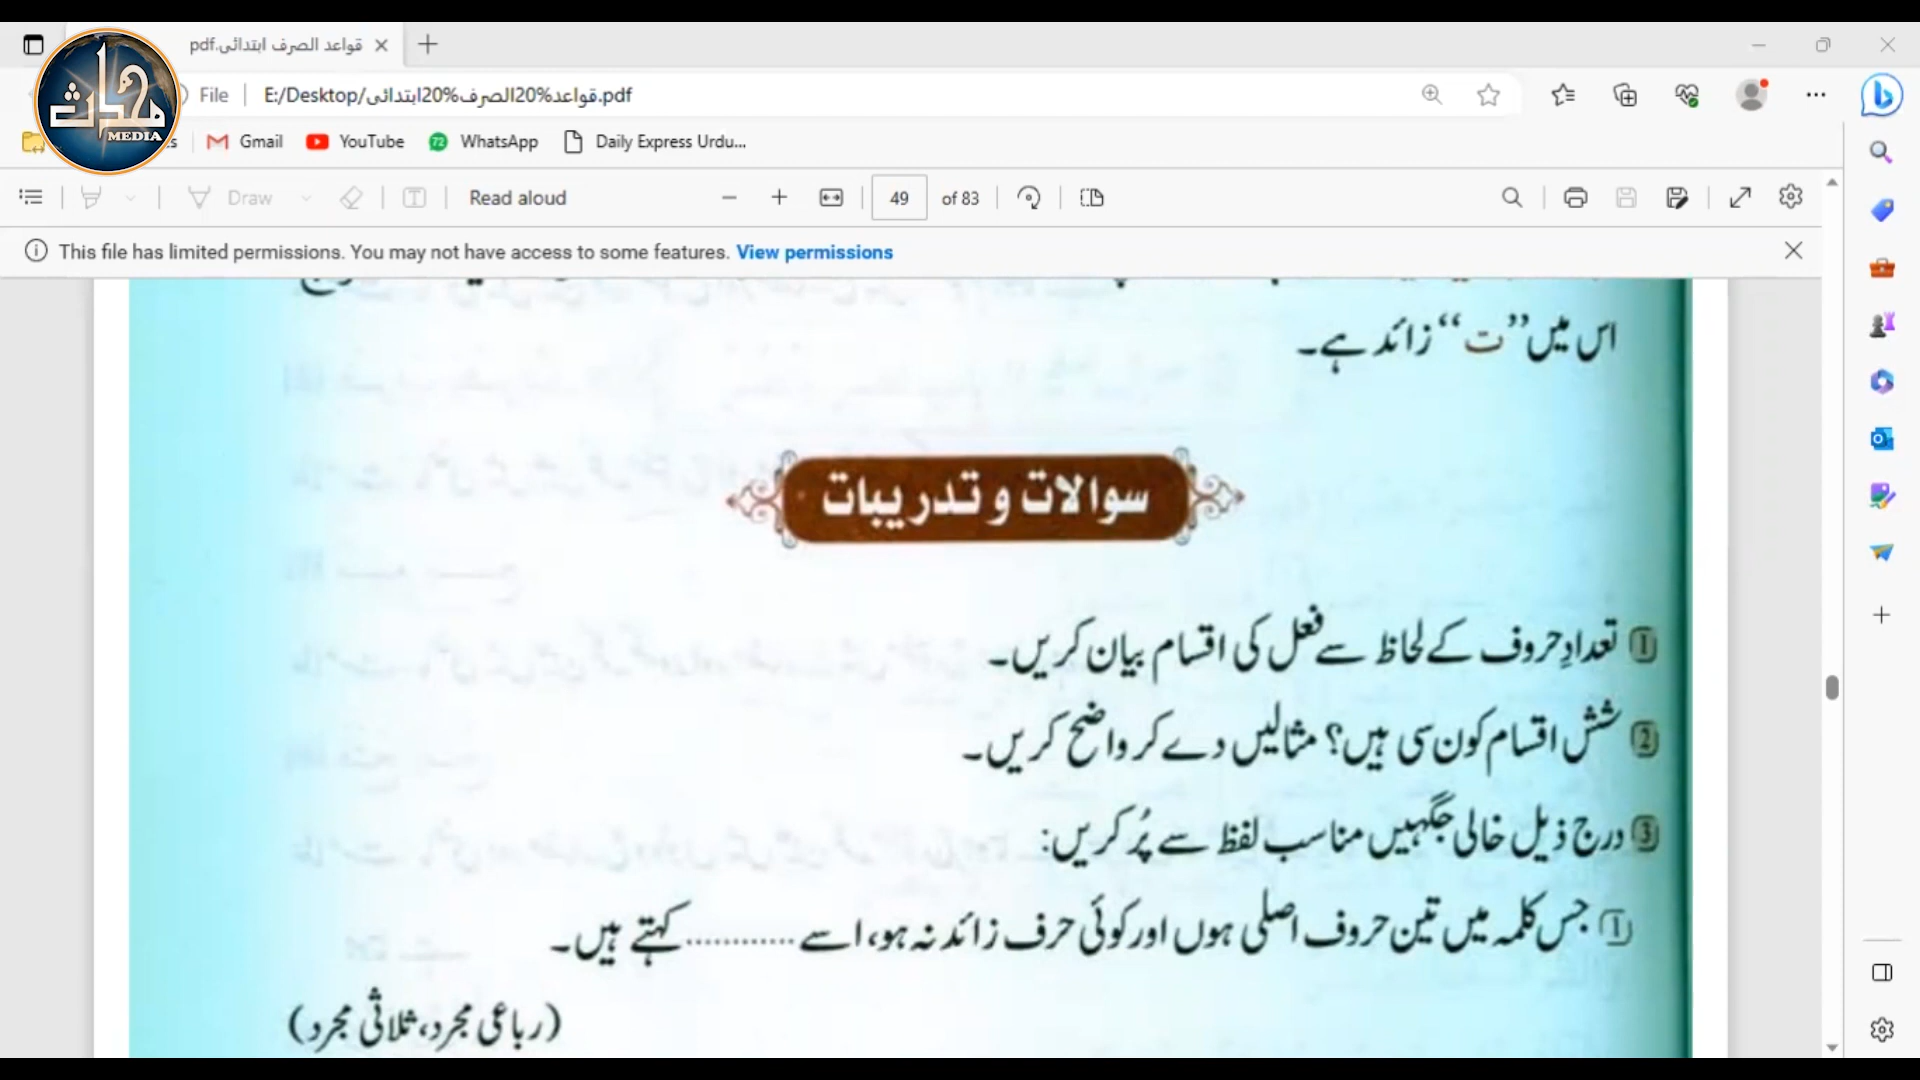 قواعد الصرف ابتدائی.pdf
File
E:/Desktop/قواعد%20الصرف%20ابتدائی.pdf
محدث
MEDIA
Gmail
YouTube
WhatsApp
Daily Express Urdu...
Draw
Read aloud
49 of 83
This file has limited permissions. You may not have access to some features. View permissions
اس میں ”ت“ زائد ہے۔
سوالات و تدریبات
① تعدادِ حروف کے لحاظ سے فعل کی اقسام بیان کریں۔
② شش اقسام کون سی ہیں؟ مثالیں دے کر واضح کریں۔
③ درج ذیل خالی جگہیں مناسب لفظ سے پُر کریں:
① جس کلمہ میں تین حروف اصلی ہوں اور کوئی حرف زائد نہ ہو، اسے ............ کہتے ہیں۔
(رباعی مجرد، ثلاثی مجرد)